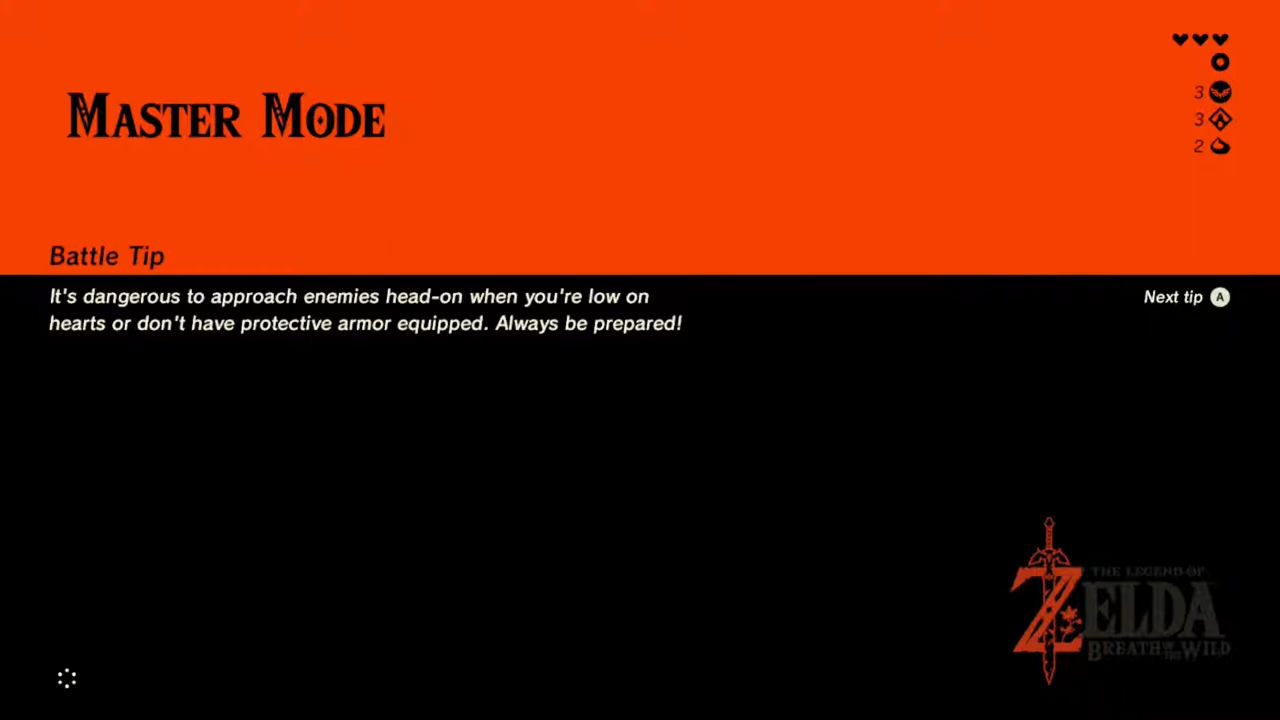 Master Mode
3
3
2
Battle Tip
It's dangerous to approach enemies head-on when you're low on
hearts or don't have protective armor equipped. Always be prepared!
Next tip A
THE LEGEND OF
ZELDA
BREATH OF THE WILD